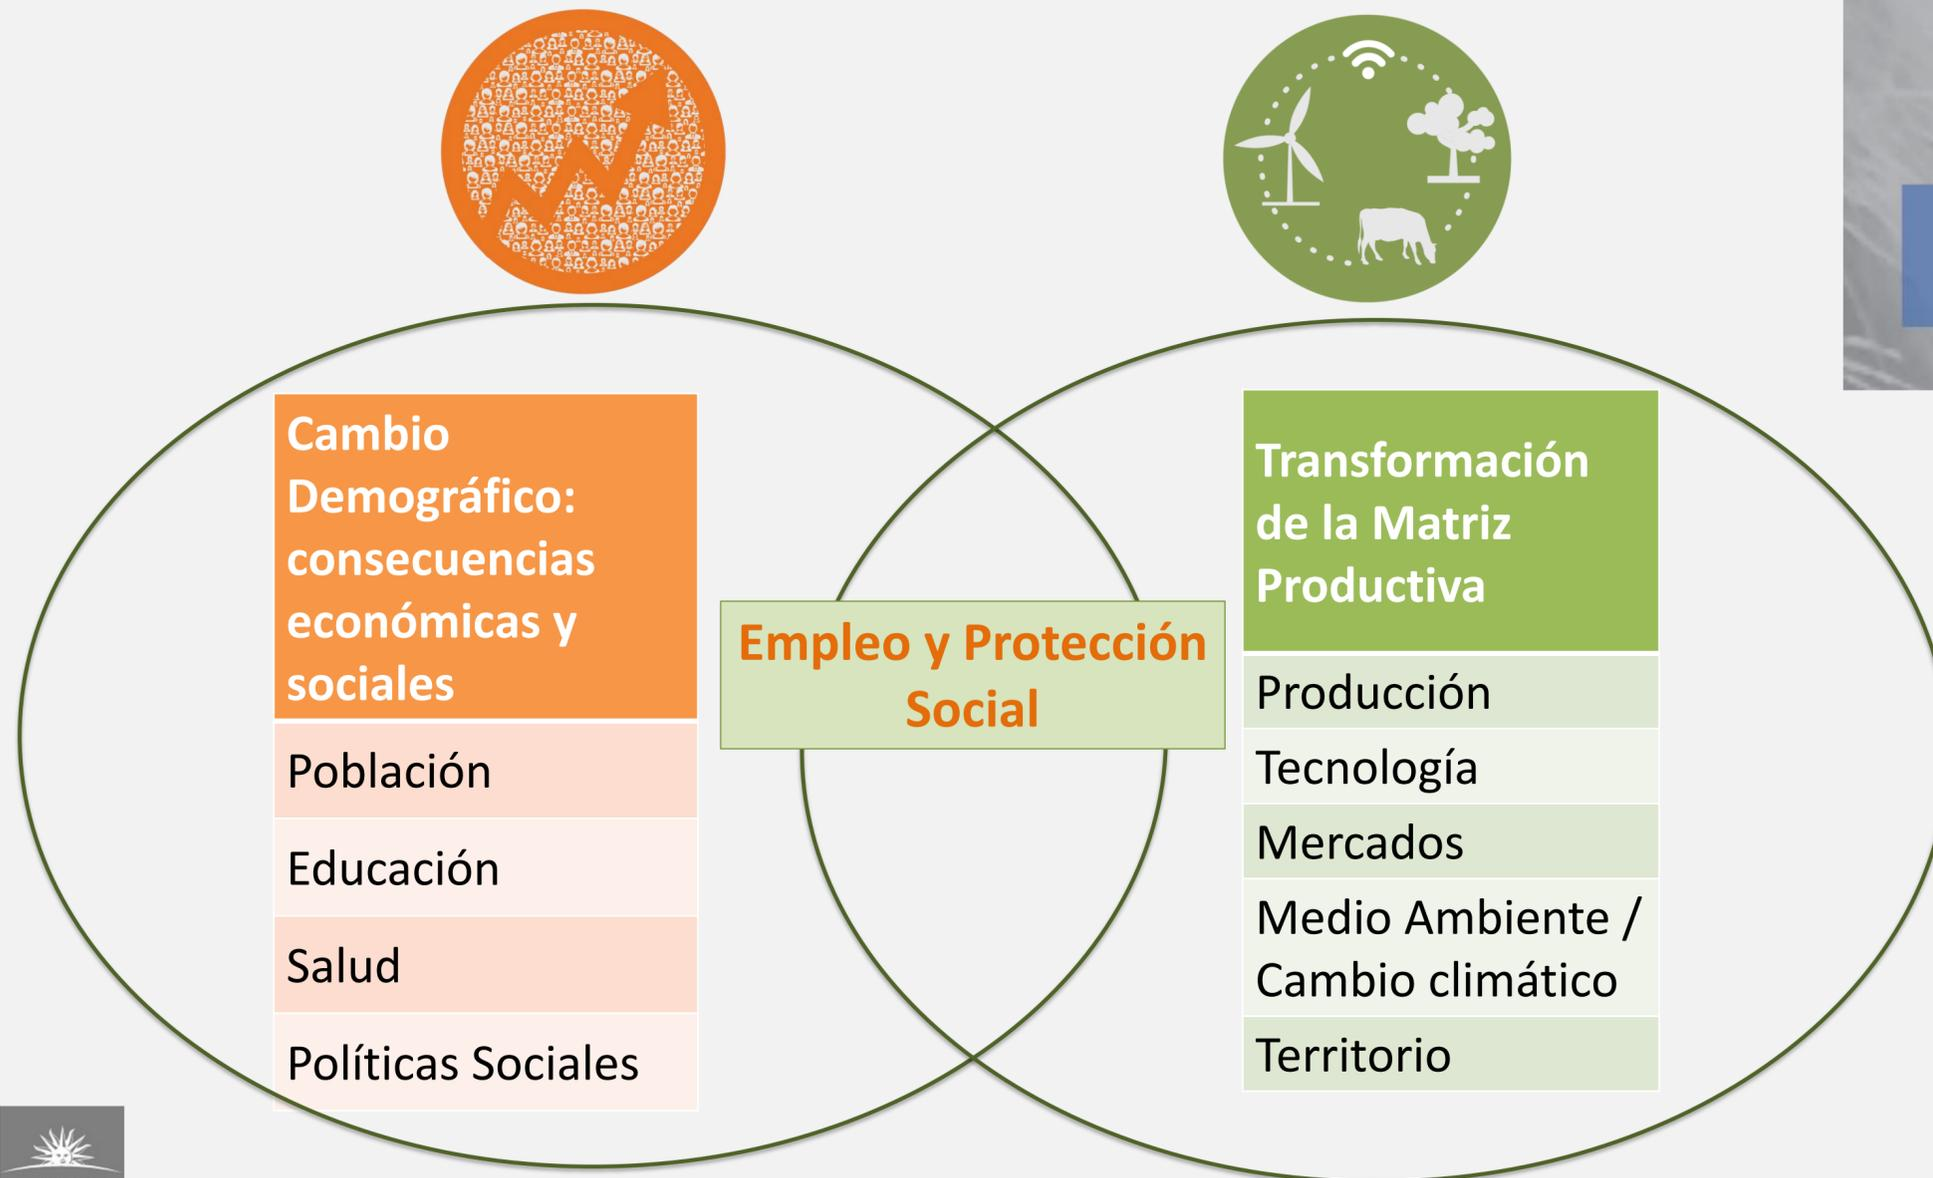 Cambio
Demográfico:
consecuencias
económicas y
sociales
Población
Educación
Salud
Políticas Sociales
Empleo y Protección
Social
Transformación
de la Matriz
Productiva
Producción
Tecnología
Mercados
Medio Ambiente /
Cambio climático
Territorio